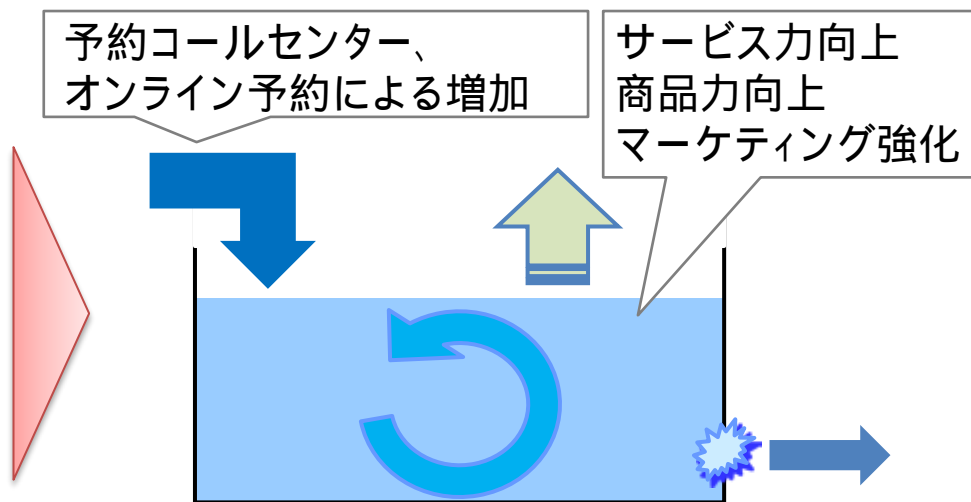 予約コールセンター、
オンライン予約による増加
サービス力向上
商品力向上
マーケティング強化